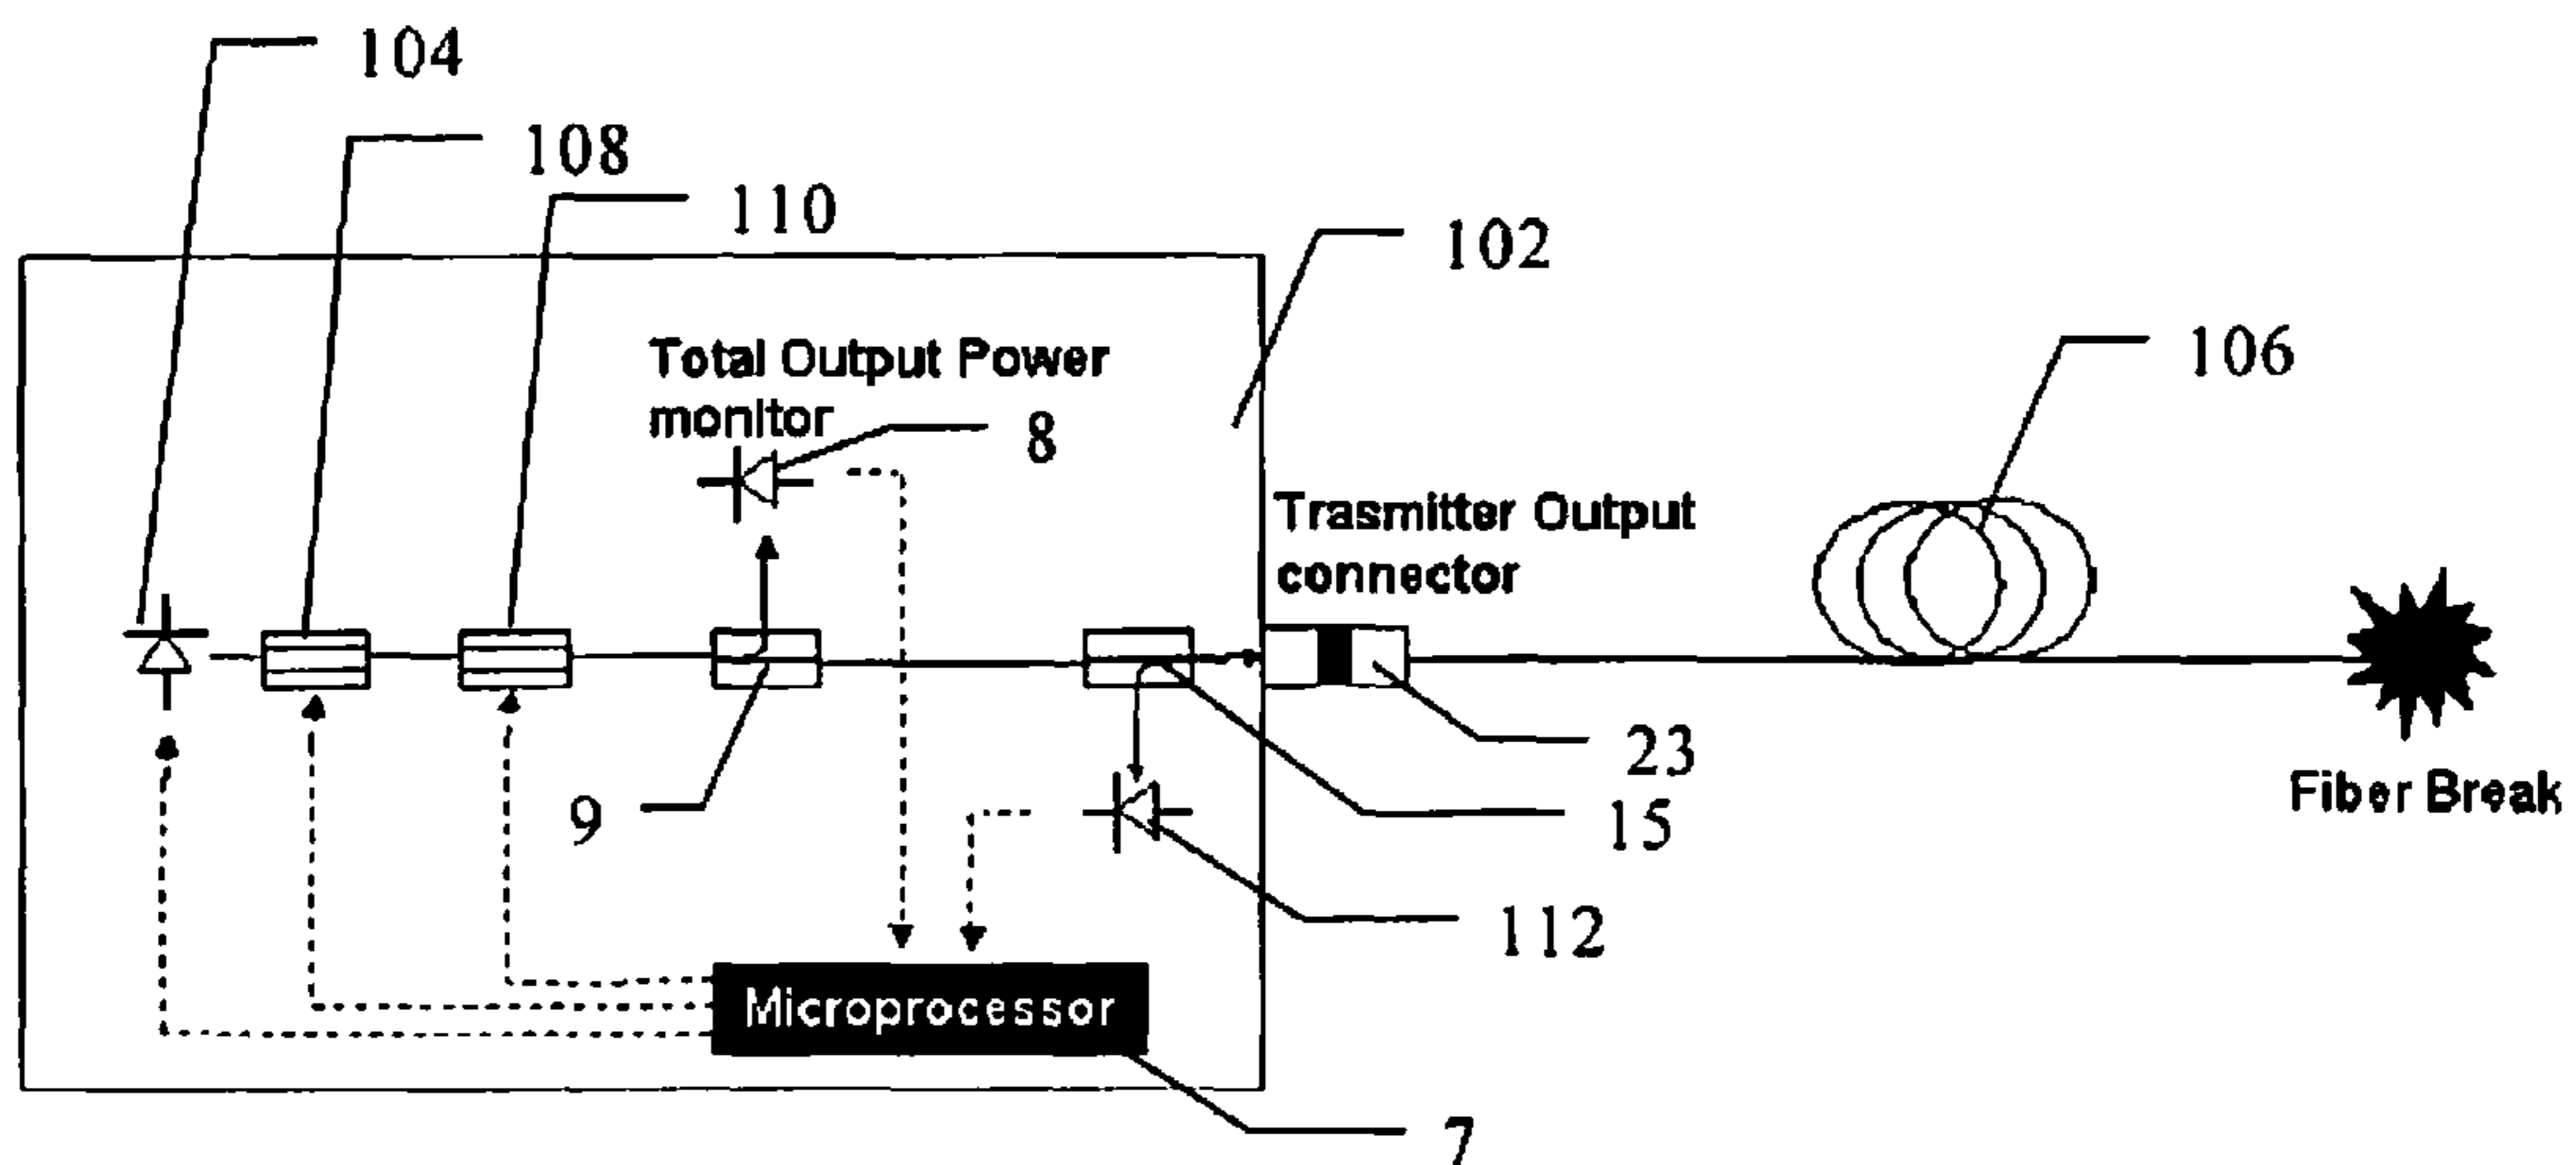 104
108
110
102
106
Total Output Power
monitor
8
Trasmitter Output
connector
23
9
15
Fiber Break
112
Microprocessor
7